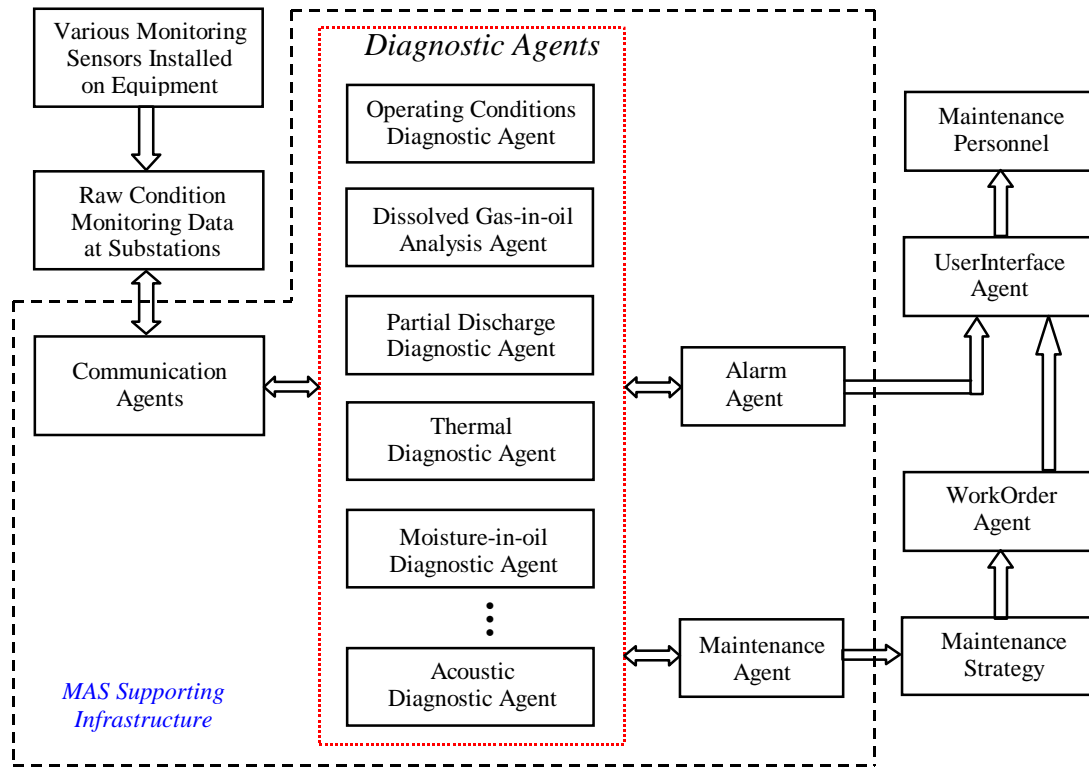 Various Monitoring
Sensors Installed
on Equipment
Raw Condition
Monitoring Data
at Substations
Communication
Agents
MAS Supporting
Infrastructure
Diagnostic Agents
Operating Conditions
Diagnostic Agent
Dissolved Gas-in-oil
Analysis Agent
Partial Discharge
Diagnostic Agent
Thermal
Diagnostic Agent
Moisture-in-oil
Diagnostic Agent
Acoustic
Diagnostic Agent
Alarm
Agent
Maintenance
Agent
Maintenance
Personnel
UserInterface
Agent
WorkOrder
Agent
Maintenance
Strategy